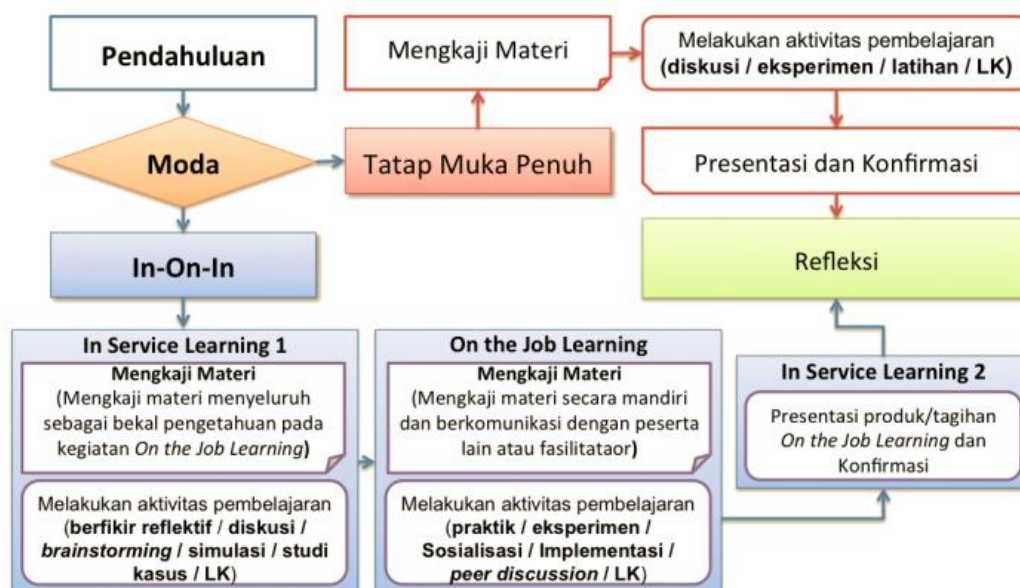 Pendahuluan
Moda
Tatap Muka Penuh
Mengkaji Materi
Melakukan aktivitas pembelajaran
(diskusi / eksperimen / latihan / LK)
Presentasi dan Konfirmasi
Refleksi
In-On-In
In Service Learning 1
Mengkaji Materi
(Mengkaji materi menyeluruh
sebagai bekal pengetahuan pada
kegiatan On the Job Learning)
Melakukan aktivitas pembelajaran
(berfikir reflektif / diskusi /
brainstorming / simulasi / studi
kasus / LK)
On the Job Learning
Mengkaji Materi
(Mengkaji materi secara mandiri
dan berkomunikasi dengan peserta
lain atau fasilitataor)
Melakukan aktivitas pembelajaran
(praktik / eksperimen /
Sosialisasi / Implementasi /
peer discussion / LK)
In Service Learning 2
Presentasi produk/tagihan
On the Job Learning dan
Konfirmasi